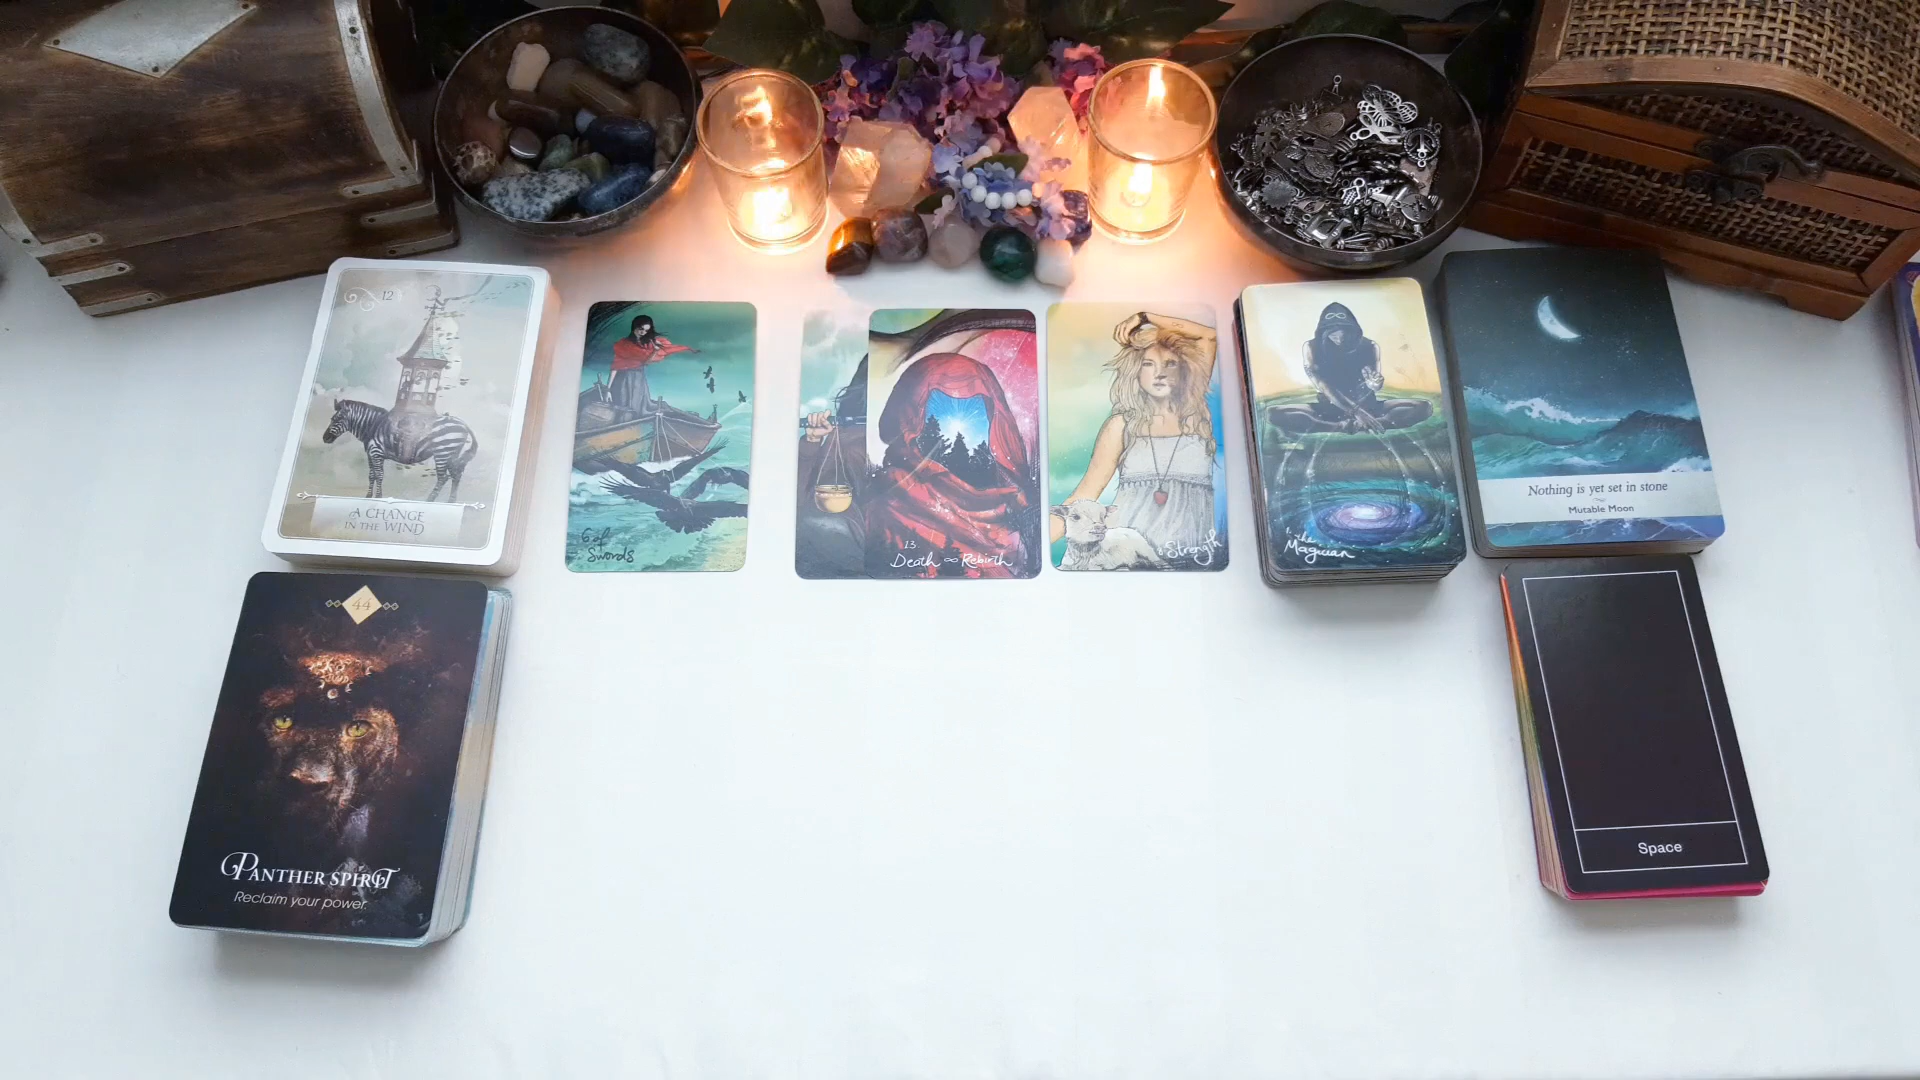 12
A CHANGE
IN THE WIND
6 of
Swords
13.
Death ∞ Rebirth
8 Strength
1. the
Magician
Nothing is yet set in stone
Mutable Moon
44
PANTHER SPIRIT
Reclaim your power.
Space